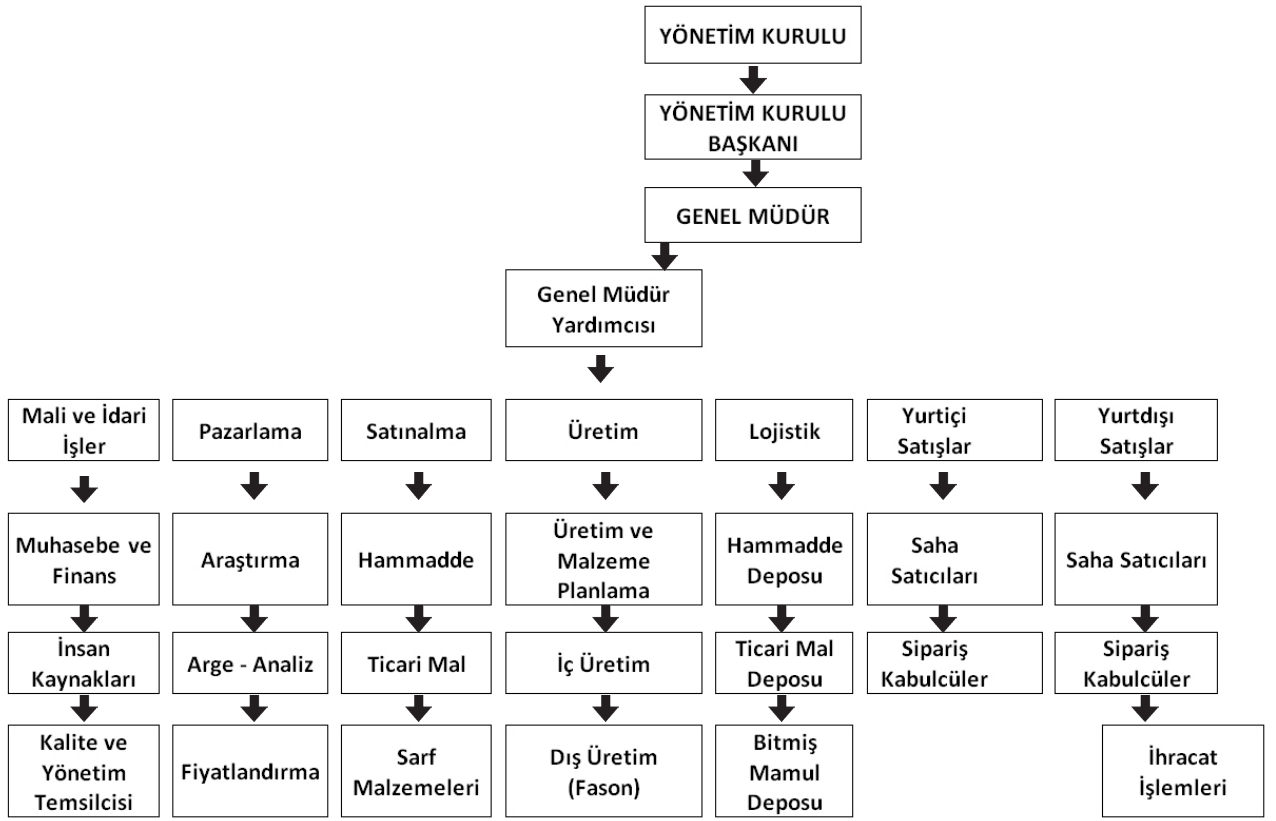 YÖNETİM KURULU
YÖNETİM KURULU
BAŞKANI
GENEL MÜDÜR
Genel Müdür
Yardımcısı
Mali ve İdari
İşler
Pazarlama
Satınalma
Üretim
Lojistik
Yurtiçi
Satışlar
Yurtdışı
Satışlar
Muhasebe ve
Finans
Araştırma
Hammadde
Üretim ve
Malzeme
Planlama
Hammadde
Deposu
Saha
Satıcıları
Saha Satıcıları
İnsan
Kaynakları
Arge - Analiz
Ticari Mal
İç Üretim
Ticari Mal
Deposu
Sipariş
Kabulcüler
Sipariş
Kabulcüler
Kalite ve
Yönetim
Temsilcisi
Fiyatlandırma
Sarf
Malzemeleri
Dış Üretim
(Fason)
Bitmiş
Mamul
Deposu
İhracat
İşlemleri